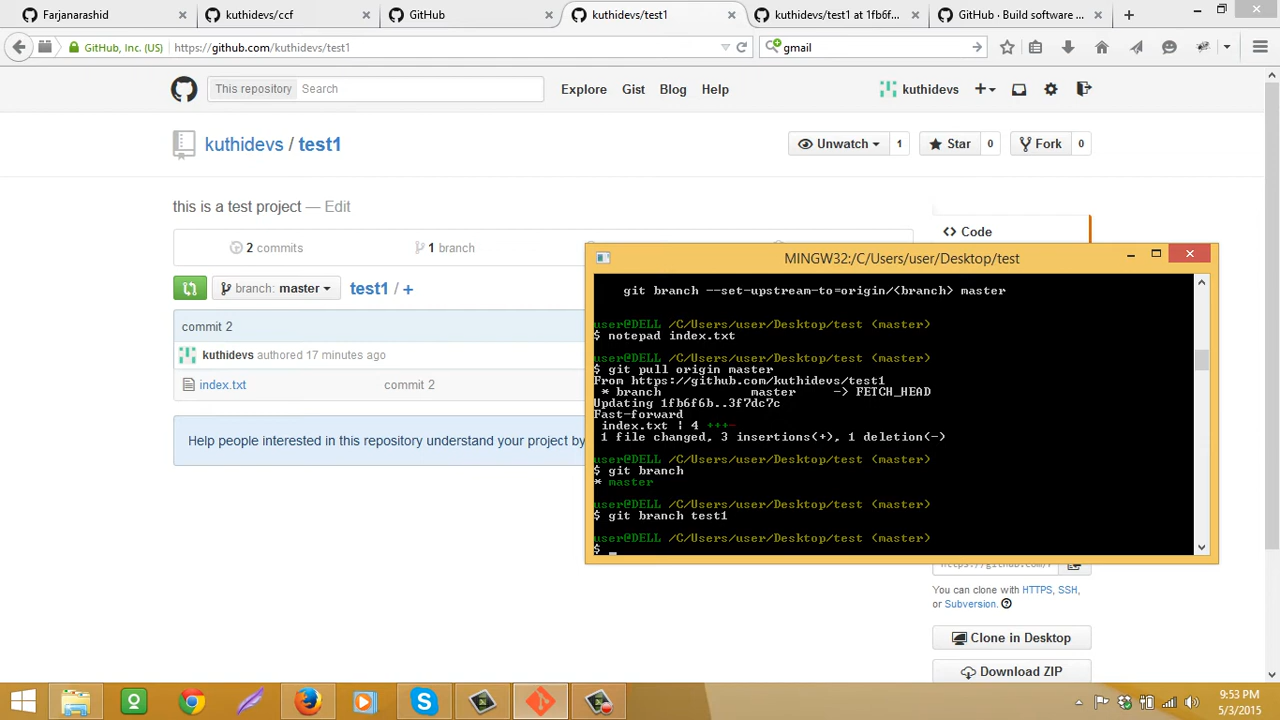 Farjanarashid
kuthidevs/ccf
GitHub
kuthidevs/test1
kuthidevs/test1 at 1fb6f...
GitHub · Build software ...
GitHub, Inc. (US)
https://github.com/kuthidevs/test1
gmail
This repository
Search
Explore
Gist
Blog
Help
kuthidevs
kuthidevs / test1
Unwatch
1
Star
0
Fork
0
this is a test project — Edit
2 commits
1 branch
Code
branch: master
test1 / +
commit 2
kuthidevs authored 17 minutes ago
index.txt
commit 2
Help people interested in this repository understand your project by
MINGW32:/C/Users/user/Desktop/test
git branch --set-upstream-to=origin/<branch> master
user@DELL /C/Users/user/Desktop/test (master)
$ notepad index.txt
user@DELL /C/Users/user/Desktop/test (master)
$ git pull origin master
From https://github.com/kuthidevs/test1
* branch master -> FETCH_HEAD
Updating 1fb6f6b..3f7dc7c
Fast-forward
index.txt | 4 +++-
1 file changed, 3 insertions(+), 1 deletion(-)
user@DELL /C/Users/user/Desktop/test (master)
$ git branch
* master
user@DELL /C/Users/user/Desktop/test (master)
$ git branch test1
user@DELL /C/Users/user/Desktop/test (master)
$ _
You can clone with HTTPS, SSH,
or Subversion.
Clone in Desktop
Download ZIP
9:53 PM
5/3/2015